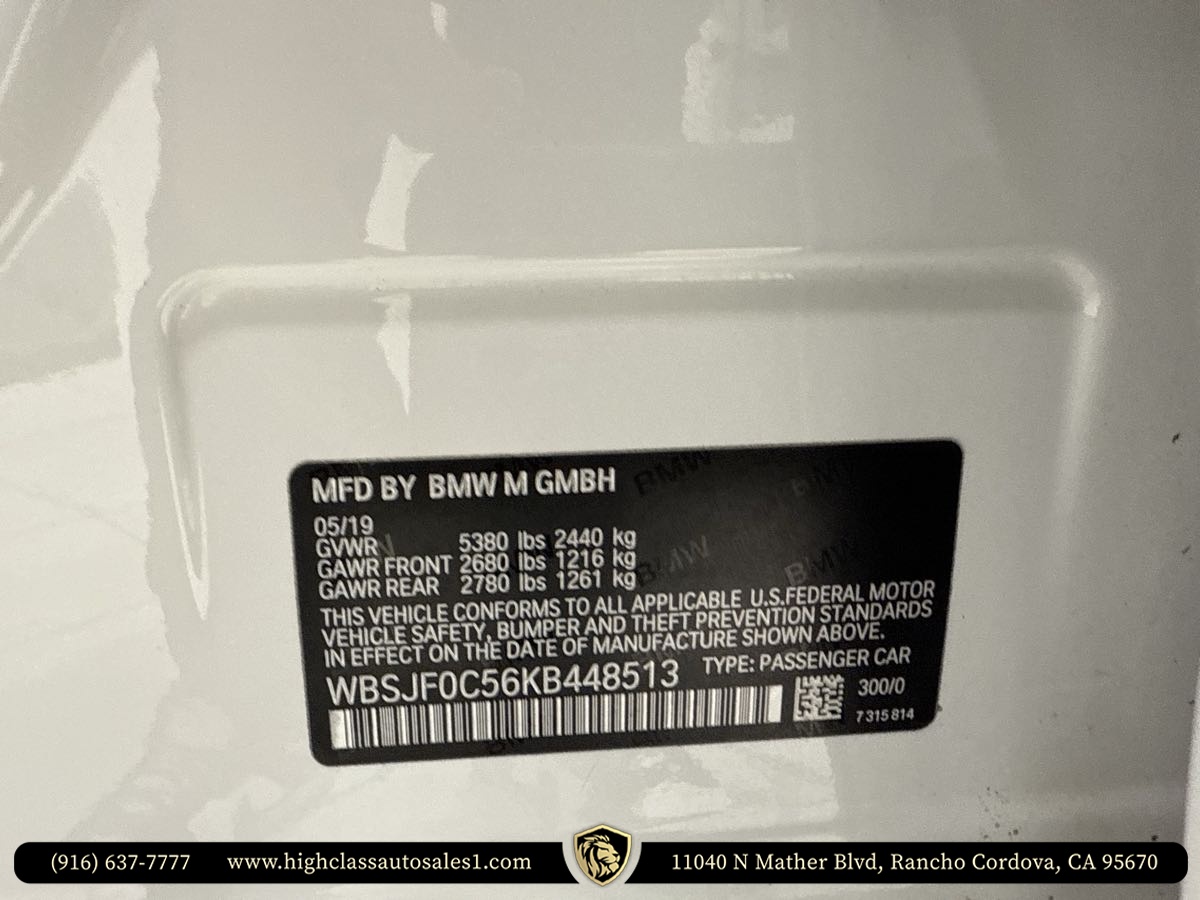 MFD BY BMW M GMBH
05/19
GVWR 5380 lbs 2440 kg
GAWR FRONT 2680 lbs 1216 kg
GAWR REAR 2780 lbs 1261 kg
THIS VEHICLE CONFORMS TO ALL APPLICABLE U.S.FEDERAL MOTOR
VEHICLE SAFETY, BUMPER AND THEFT PREVENTION STANDARDS
IN EFFECT ON THE DATE OF MANUFACTURE SHOWN ABOVE.
WBSJF0C56KB448513 TYPE: PASSENGER CAR
300/0
7315814
(916) 637-7777 www.highclassautosales1.com 11040 N Mather Blvd, Rancho Cordova, CA 95670